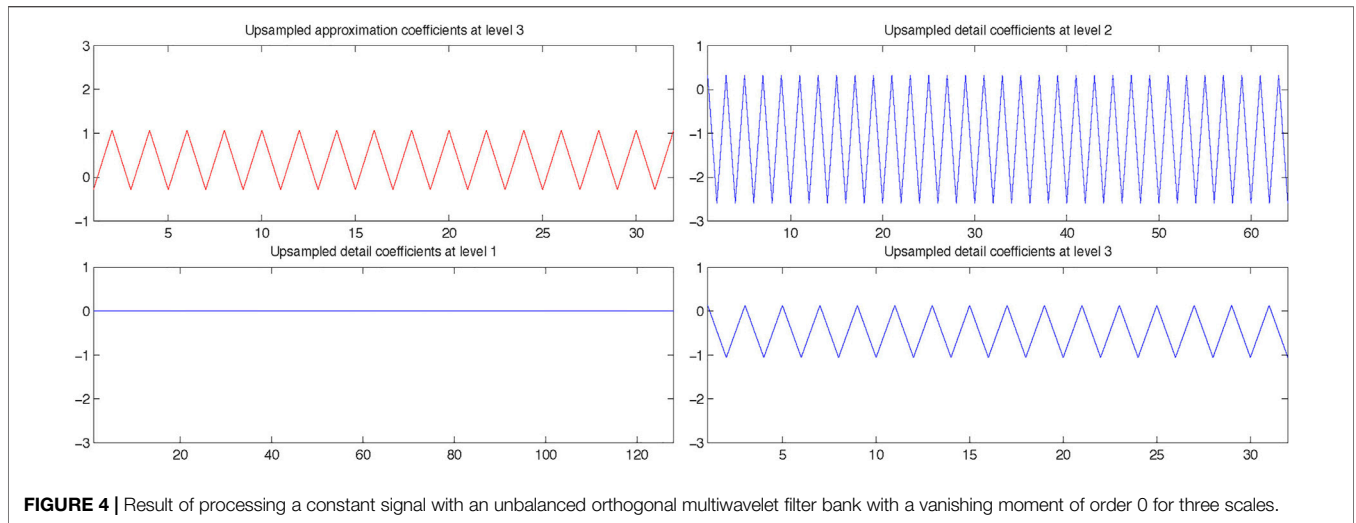 Upsampled approximation coefficients at level 3
3
2
1
0
−1
5 10 15 20 25 30
Upsampled detail coefficients at level 2
1
0
−1
−2
−3
10 20 30 40 50 60
Upsampled detail coefficients at level 1
1
0
−1
−2
−3
20 40 60 80 100 120
Upsampled detail coefficients at level 3
1
0
−1
−2
−3
5 10 15 20 25 30
FIGURE 4 | Result of processing a constant signal with an unbalanced orthogonal multiwavelet filter bank with a vanishing moment of order 0 for three scales.